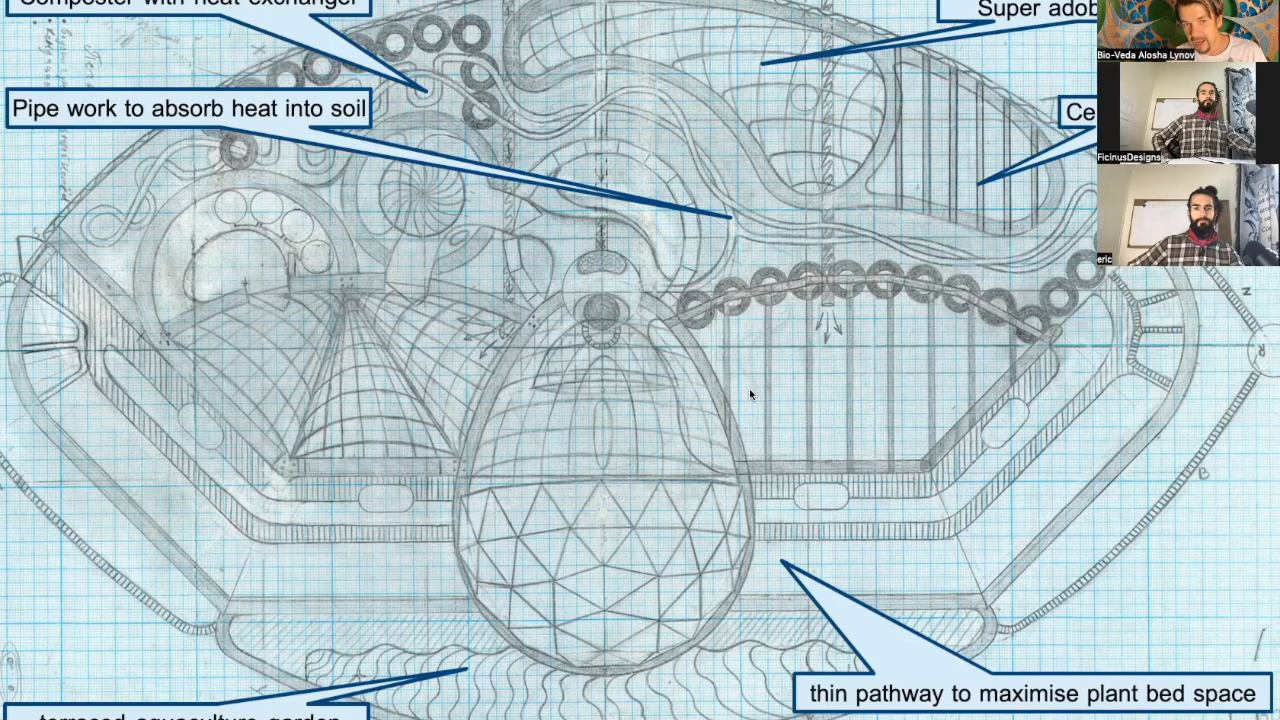 Composter with heat exchanger
Super adob
Bio-Veda Alosha Lynov
Pipe work to absorb heat into soil
Ce
FicinusDesigns
eric
N
R
B
thin pathway to maximise plant bed space
terraced aquaculture garden